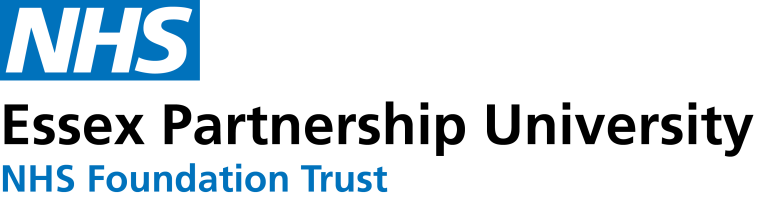 NHS
Essex Partnership University
NHS Foundation Trust